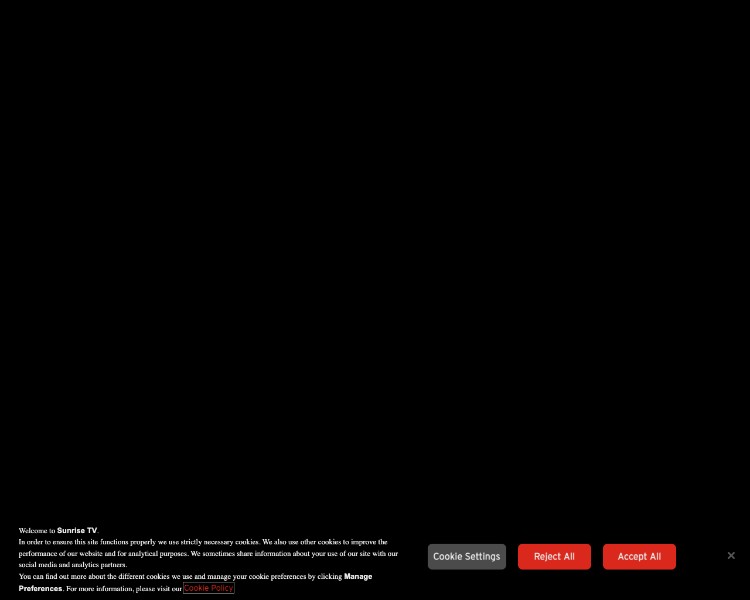 Welcome to Sunrise TV.
In order to ensure this site functions properly we use strictly necessary cookies. We also use other cookies to improve the
performance of our website and for analytical purposes. We sometimes share information about your use of our site with our
social media and analytics partners.
You can find out more about the different cookies we use and manage your cookie preferences by clicking Manage
Preferences. For more information, please visit our Cookie Policy
Cookie Settings
Reject All
Accept All